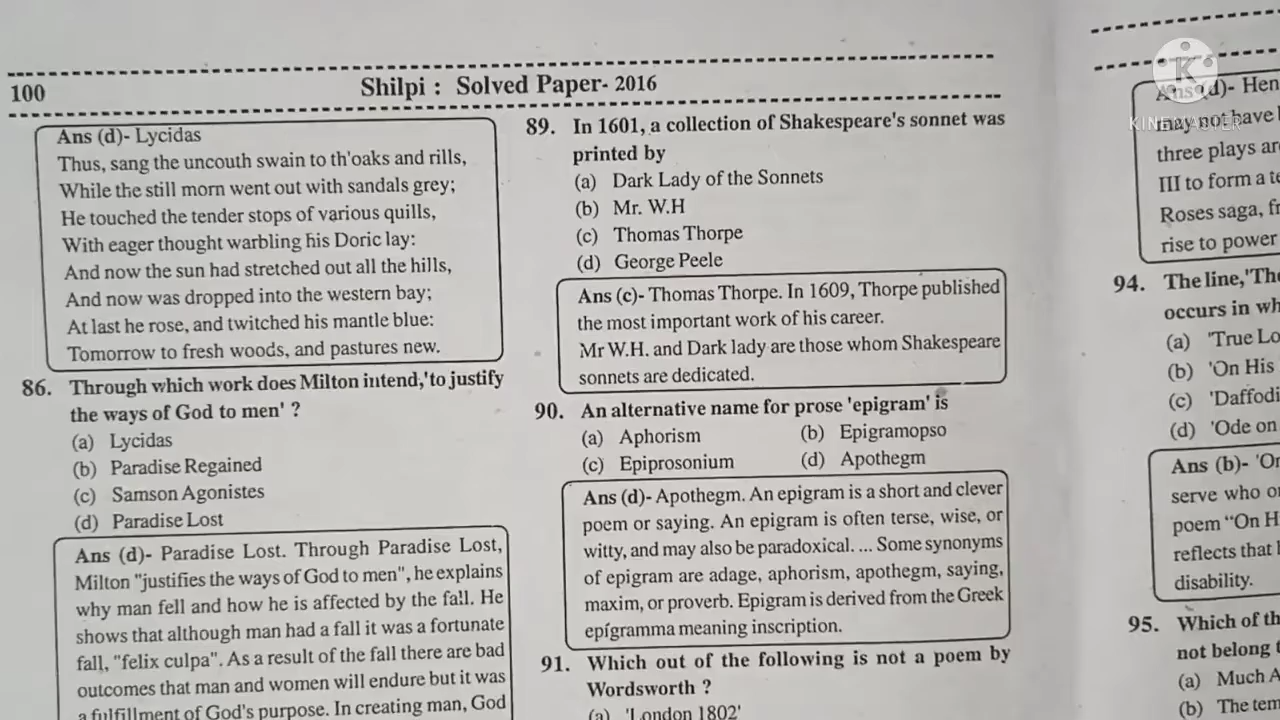 100
Shilpi : Solved Paper- 2016
Ans (d)- Lycidas
Thus, sang the uncouth swain to th'oaks and rills,
While the still morn went out with sandals grey;
He touched the tender stops of various quills,
With eager thought warbling his Doric lay:
And now the sun had stretched out all the hills,
And now was dropped into the western bay;
At last he rose, and twitched his mantle blue:
Tomorrow to fresh woods, and pastures new.
86. Through which work does Milton intend,'to justify
the ways of God to men' ?
(a) Lycidas
(b) Paradise Regained
(c) Samson Agonistes
(d) Paradise Lost
Ans (d)- Paradise Lost. Through Paradise Lost,
Milton "justifies the ways of God to men", he explains
why man fell and how he is affected by the fall. He
shows that although man had a fall it was a fortunate
fall, "felix culpa". As a result of the fall there are bad
outcomes that man and women will endure but it was
a fulfillment of God's purpose. In creating man, God
89. In 1601, a collection of Shakespeare's sonnet was
printed by
(a) Dark Lady of the Sonnets
(b) Mr. W.H
(c) Thomas Thorpe
(d) George Peele
Ans (c)- Thomas Thorpe. In 1609, Thorpe published
the most important work of his career.
Mr W.H. and Dark lady are those whom Shakespeare
sonnets are dedicated.
90. An alternative name for prose 'epigram' is
(a) Aphorism (b) Epigramopso
(c) Epiprosonium (d) Apothegm
Ans (d)- Apothegm. An epigram is a short and clever
poem or saying. An epigram is often terse, wise, or
witty, and may also be paradoxical. ... Some synonyms
of epigram are adage, aphorism, apothegm, saying,
maxim, or proverb. Epigram is derived from the Greek
epígramma meaning inscription.
91. Which out of the following is not a poem by
Wordsworth ?
(a) 'London 1802'
Ans (d)- Hen
may not have
three plays
III to form a
Roses saga,
rise to power
94. The line,
occurs in
(a) 'True
(b) 'On His
(c)
(d) 'Ode on
Ans (b)-
serve who
poem "On
reflects that
disability.
95. Which of
not belong
(a) Much
(b) The
K
KINEMASTER